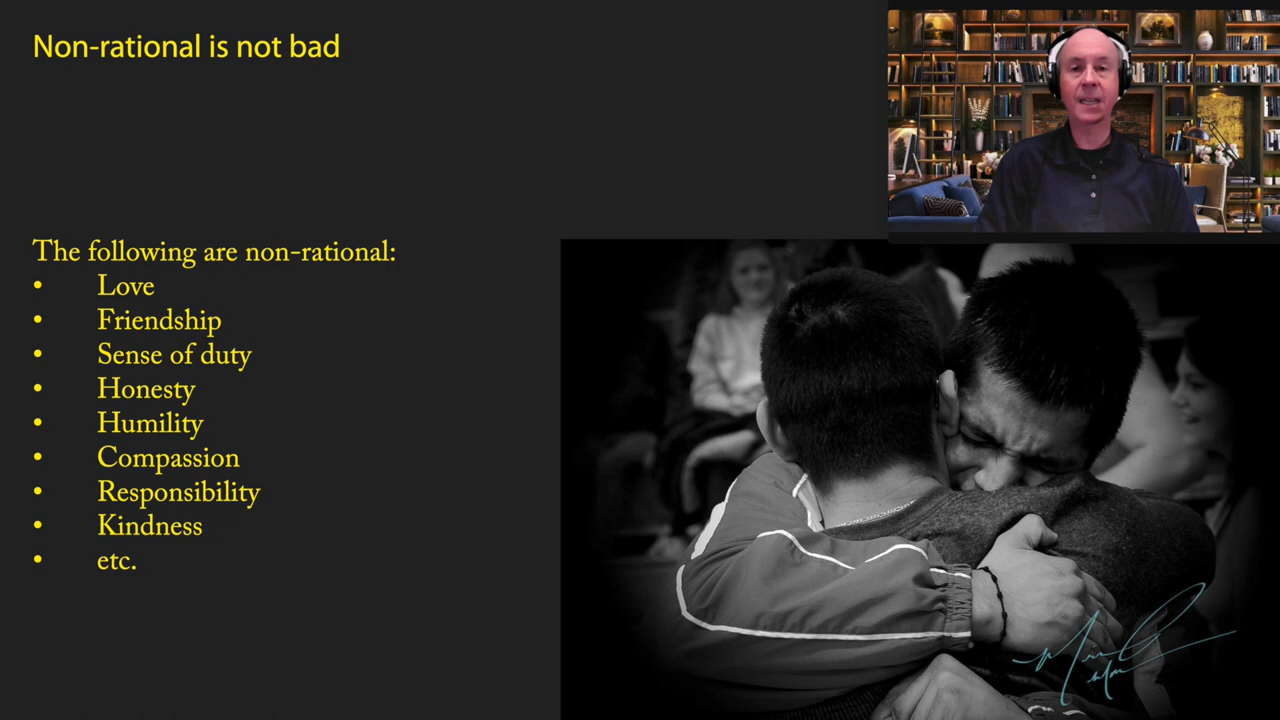 Non-rational is not bad
The following are non-rational:
• Love
• Friendship
• Sense of duty
• Honesty
• Humility
• Compassion
• Responsibility
• Kindness
• etc.